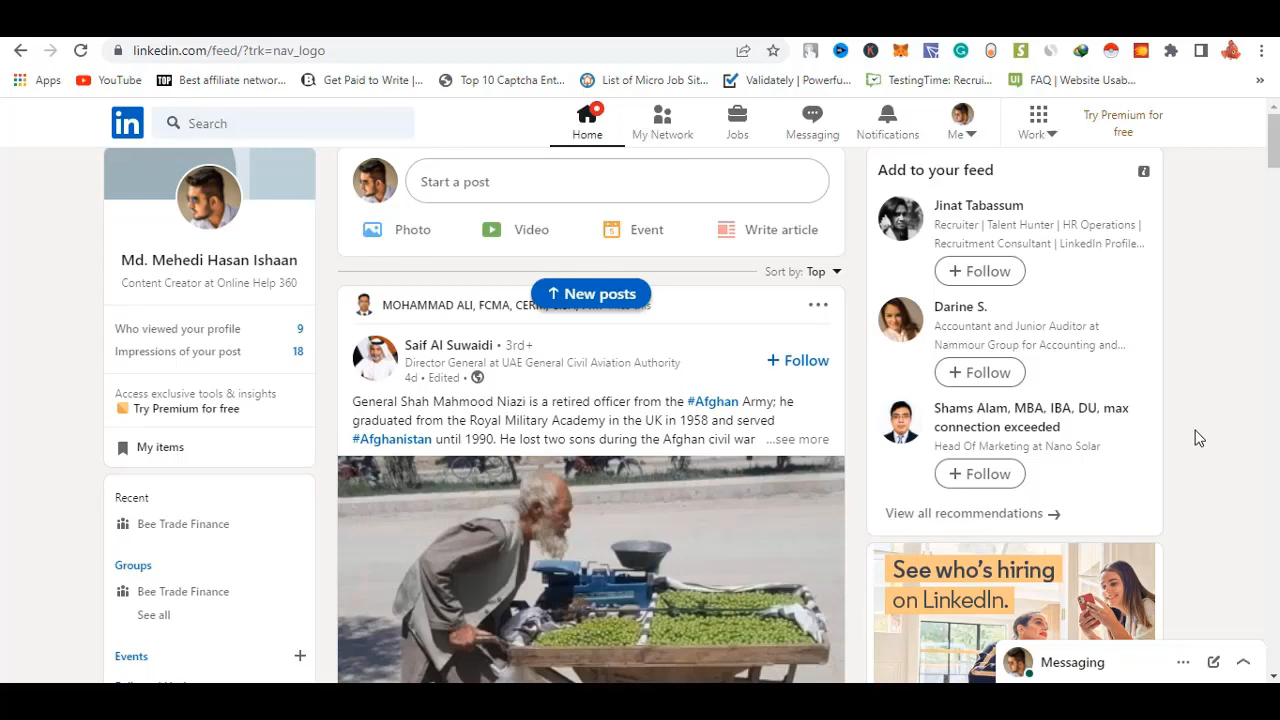 linkedin.com/feed/?trk=nav_logo
Apps
YouTube
Best affiliate networ...
Get Paid to Write |...
Top 10 Captcha Ent...
List of Micro Job Sit...
Validately | Powerfu...
TestingTime: Recrui...
FAQ | Website Usab...
»
in
Search
Home
My Network
Jobs
Messaging
Notifications
Me
Work
Try Premium for
free
Md. Mehedi Hasan Ishaan
Content Creator at Online Help 360
Who viewed your profile 9
Impressions of your post 18
Access exclusive tools & insights
Try Premium for free
My items
Recent
Bee Trade Finance
Groups
Bee Trade Finance
See all
Events
Start a post
Photo
Video
Event
Write article
Sort by: Top
New posts
MOHAMMAD ALI, FCMA,
Saif Al Suwaidi • 3rd+
Director General at UAE General Civil Aviation Authority
4d • Edited •
+ Follow
General Shah Mahmood Niazi is a retired officer from the #Afghan Army; he
graduated from the Royal Military Academy in the UK in 1958 and served
#Afghanistan until 1990. He lost two sons during the Afghan civil war ...see more
Add to your feed
Jinat Tabassum
Recruiter | Talent Hunter | HR Operations |
Recruitment Consultant | LinkedIn Profile...
+ Follow
Darine S.
Accountant and Junior Auditor at
Nammour Group for Accounting and...
+ Follow
Shams Alam, MBA, IBA, DU, max
connection exceeded
Head Of Marketing at Nano Solar
+ Follow
View all recommendations
See who's hiring
on LinkedIn.
Messaging